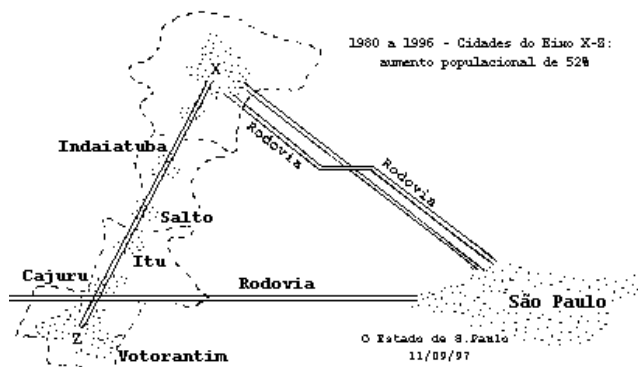 1980 a 1996 - Cidades do Eixo X-Z:
aumento populacional de 52%
X
Rodovia
Rodovia
Indaiatuba
Salto
Itu
Cajuru
Rodovia
São Paulo
Z
Votorantim
O Estado de S.Paulo
11/09/97